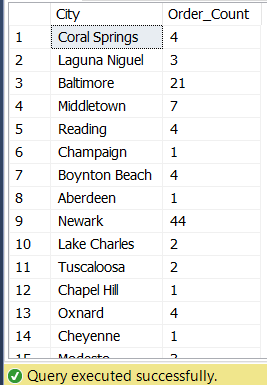 City Order_Count
1 Coral Springs 4
2 Laguna Niguel 3
3 Baltimore 21
4 Middletown 7
5 Reading 4
6 Champaign 1
7 Boynton Beach 4
8 Aberdeen 1
9 Newark 44
10 Lake Charles 2
11 Tuscaloosa 2
12 Chapel Hill 1
13 Oxnard 4
14 Cheyenne 1
15 Modesto
Query executed successfully.